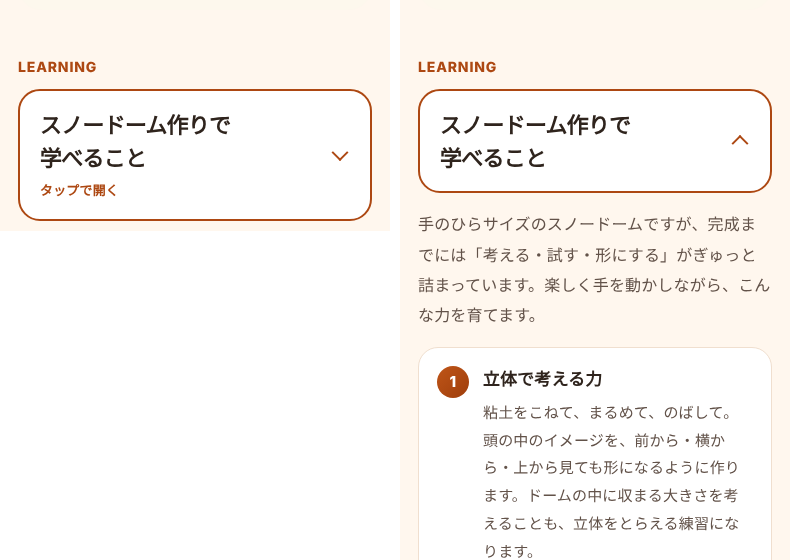 LEARNING
スノードーム作りで
学べること
タップで開く
LEARNING
スノードーム作りで
学べること
手のひらサイズのスノードームですが、完成ま
でには「考える・試す・形にする」がぎゅっと
詰まっています。楽しく手を動かしながら、こん
な力を育てます。
1
立体で考える力
粘土をこねて、まるめて、のばして。
頭の中のイメージを、前から・横か
ら・上から見ても形になるように作り
ます。ドームの中に収まる大きさを考
えることも、立体をとらえる練習にな
ります。